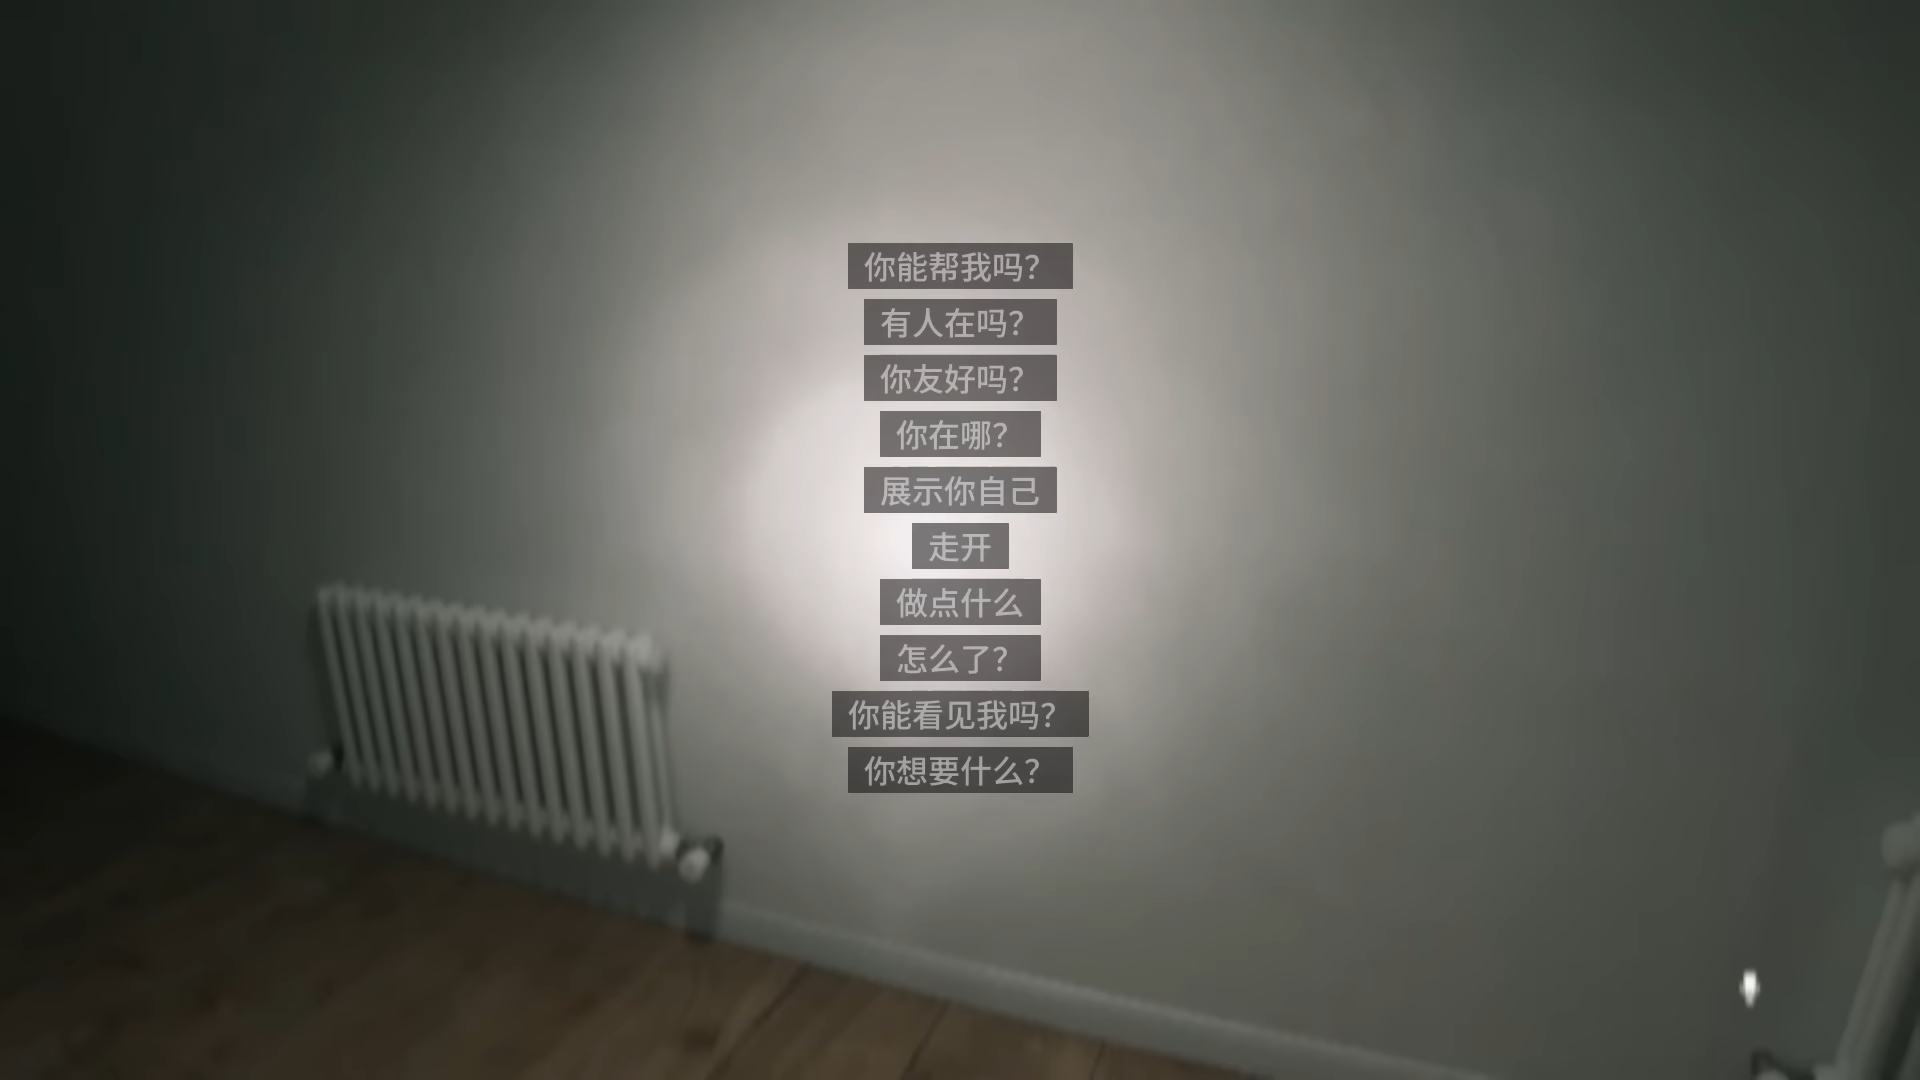 你能帮我吗？
有人在吗？
你友好吗？
你在哪？
展示你自己
走开
做点什么
怎么了？
你能看见我吗？
你想要什么？